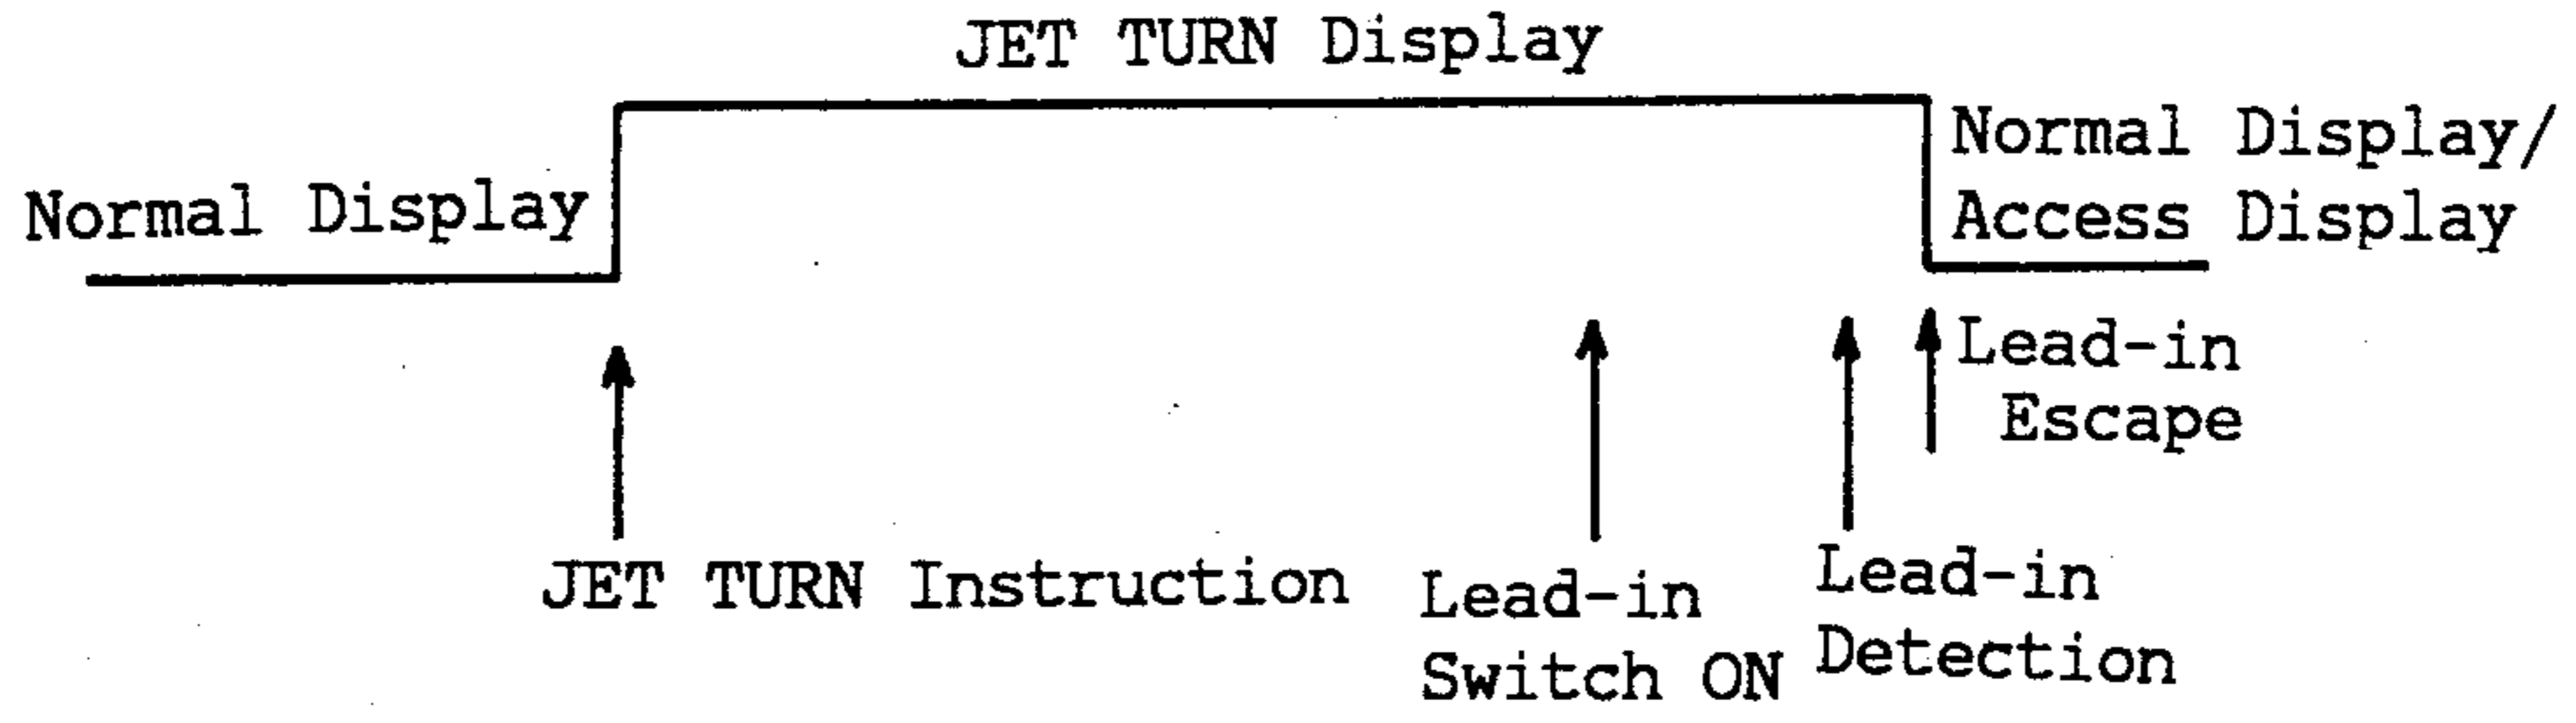 JET TURN Display
Normal Display
Normal Display/
Access Display
JET TURN Instruction
Lead-in
Switch ON
Lead-in
Detection
Lead-in
Escape